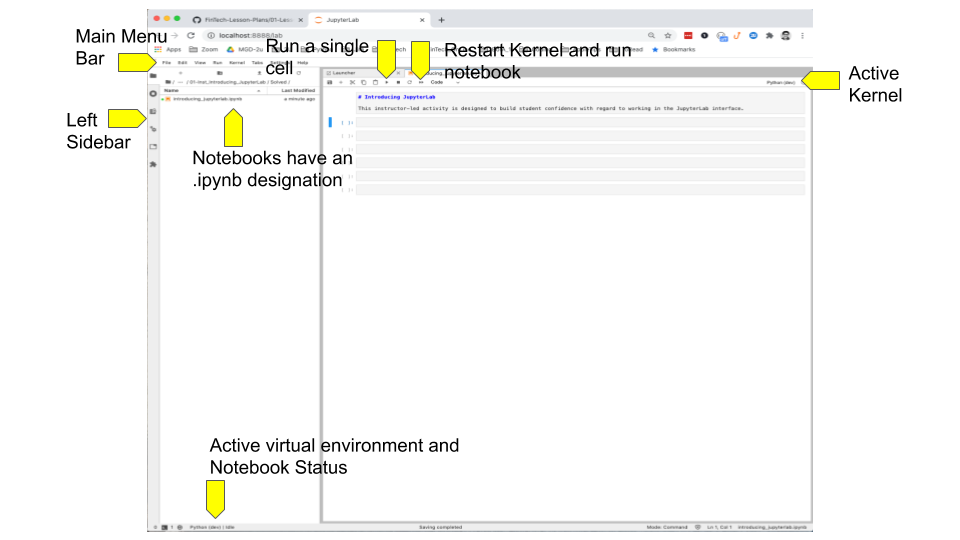 FinTech-Lesson-Plans/01-Less
JupyterLab
Main Menu
Bar
localhost:8888/lab
Apps
Zoom
MGD-2u
Bookmarks
Run a single
cell
Restart Kernel and run
notebook
File Edit View Run Kernel Tabs Help
Launcher
Active
Kernel
/ 01-Inst_Introducing_JupyterLab / Solved /
Code
Python (dev)
Name
Last Modified
introducing_jupyterlab.ipynb
a minute ago
# Introducing JupyterLab
This instructor-led activity is designed to build student confidence with regard to working in the JupyterLab interface.
Left
Sidebar
[ ]:
[ ]:
[ ]:
Notebooks have an
.ipynb designation
Active virtual environment and
Notebook Status
1
Python (dev) | Idle
Saving completed
Mode: Command
Ln 1, Col 1
introducing_jupyterlab.ipynb